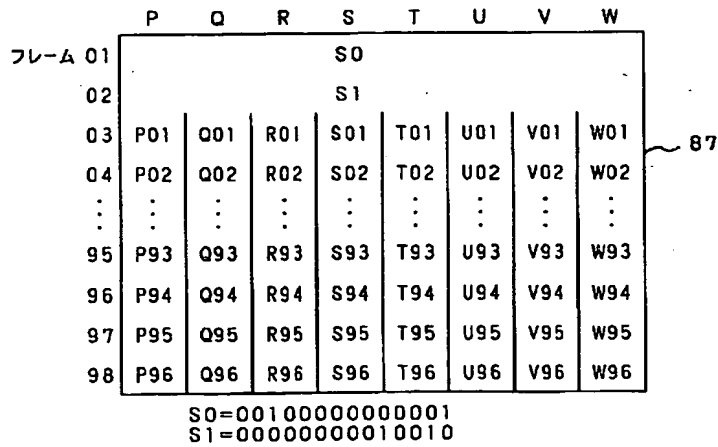 P Q R S T U V W
フレーム 01 S0
02 S1
03 P01 Q01 R01 S01 T01 U01 V01 W01
87
04 P02 Q02 R02 S02 T02 U02 V02 W02
⋮ ⋮ ⋮ ⋮ ⋮ ⋮ ⋮ ⋮ ⋮
95 P93 Q93 R93 S93 T93 U93 V93 W93
96 P94 Q94 R94 S94 T94 U94 V94 W94
97 P95 Q95 R95 S95 T95 U95 V95 W95
98 P96 Q96 R96 S96 T96 U96 V96 W96
S0=00100000000001
S1=00000000010010